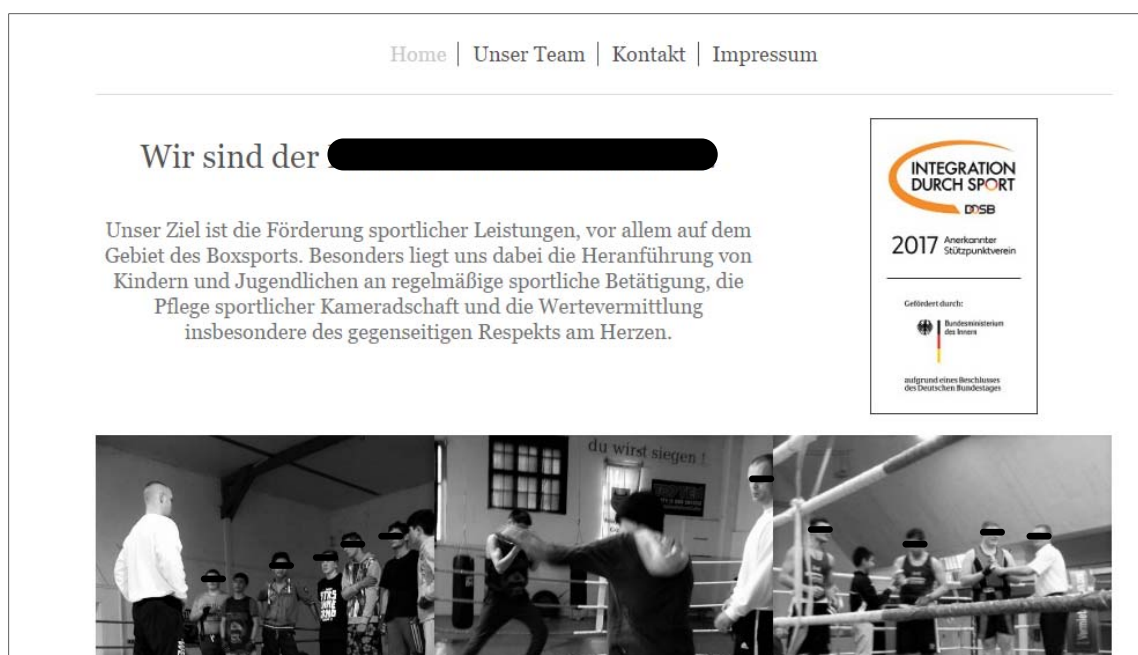 Home | Unser Team | Kontakt | Impressum
Wir sind der
Unser Ziel ist die Förderung sportlicher Leistungen, vor allem auf dem
Gebiet des Boxsports. Besonders liegt uns dabei die Heranführung von
Kindern und Jugendlichen an regelmäßige sportliche Betätigung, die
Pflege sportlicher Kameradschaft und die Wertevermittlung
insbesondere des gegenseitigen Respekts am Herzen.
INTEGRATION
DURCH SPORT
DOSB
2017 Anerkannter
Stützpunktverein
Gefördert durch:
Bundesministerium
des Innern
aufgrund eines Beschlusses
des Deutschen Bundestages
du wirst siegen !